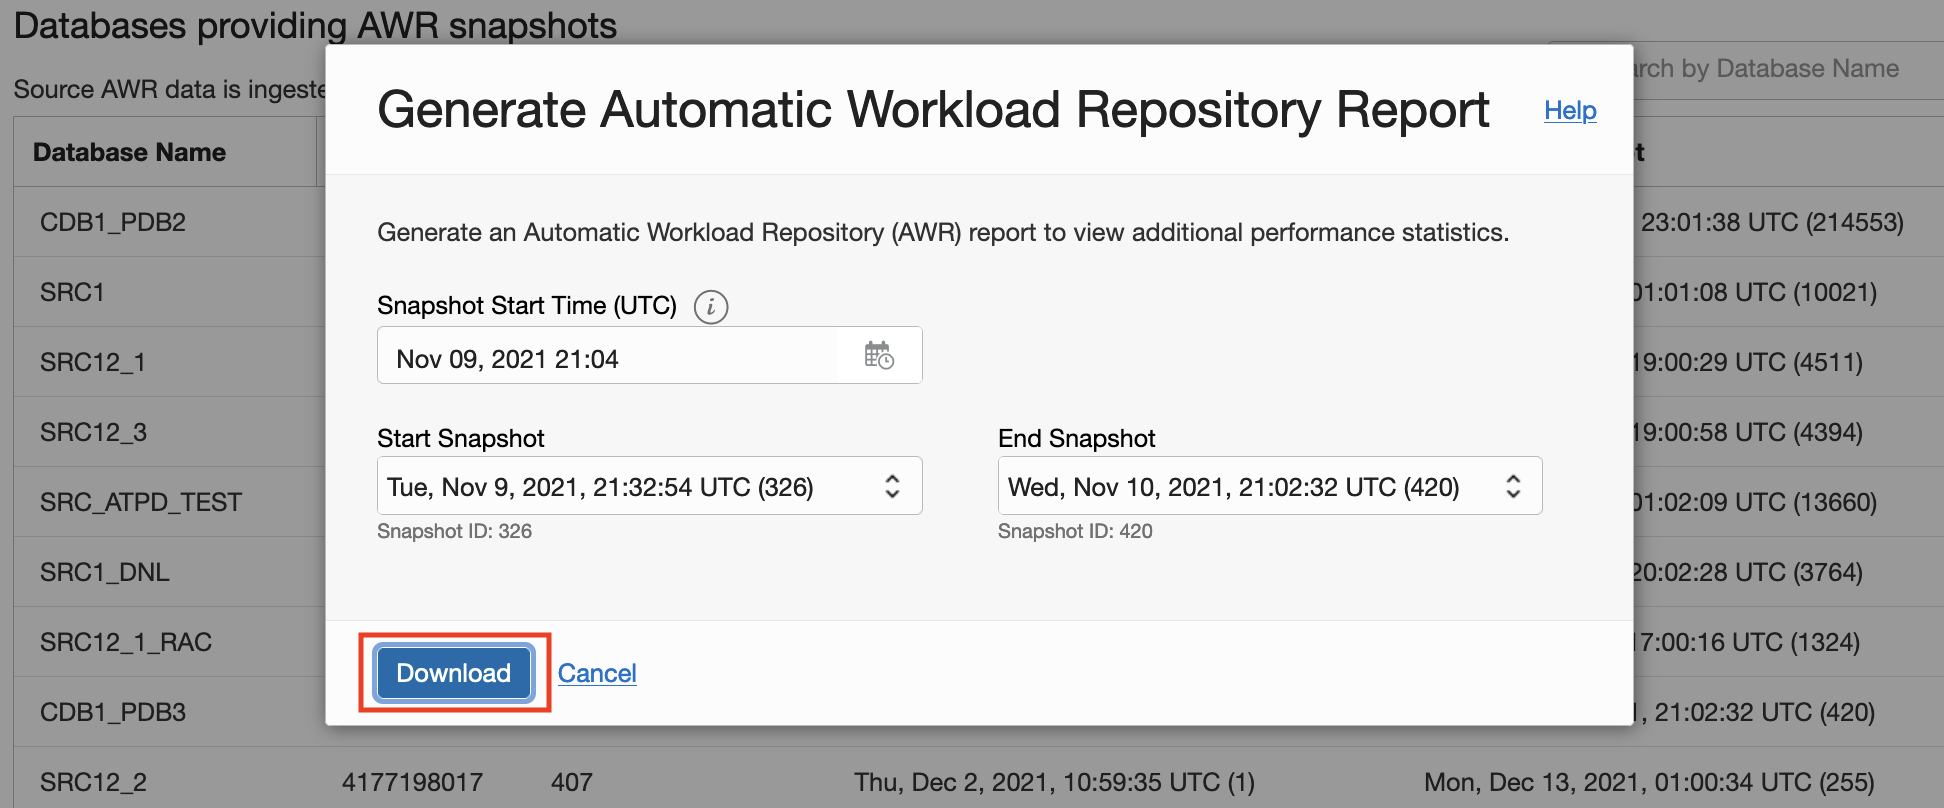 Databases providing AWR snapshots
Source AWR data is
by Database Name
Generate Automatic Workload Repository Report Help
Database Name
Generate an Automatic Workload Repository (AWR) report to view additional performance statistics.
CDB1_PDB2 23:01:38 UTC (214553)
SRC1 01:01:08 UTC (10021)
Snapshot Start Time (UTC) i
Nov 09, 2021 21:04
SRC12_1 19:00:29 UTC (4511)
SRC12_3 19:00:58 UTC (4394)
Start Snapshot End Snapshot
Tue, Nov 9, 2021, 21:32:54 UTC (326) Wed, Nov 10, 2021, 21:02:32 UTC (420)
Snapshot ID: 326 Snapshot ID: 420
SRC_ATPD_TEST 01:02:09 UTC (13660)
SRC1_DNL 20:02:28 UTC (3764)
SRC12_1_RAC 17:00:16 UTC (1324)
Download Cancel
CDB1_PDB3 21:02:32 UTC (420)
SRC12_2 4177198017 407 Thu, Dec 2, 2021, 10:59:35 UTC (1) Mon, Dec 13, 2021, 01:00:34 UTC (255)